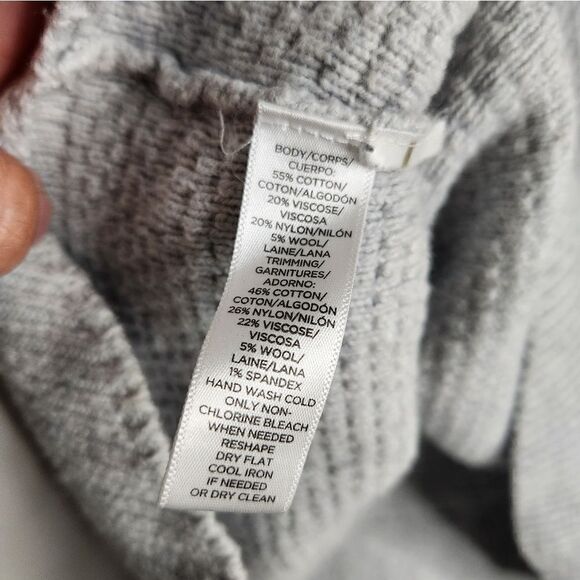 BODY/CORPS/
CUERPO:
55% COTTON/
COTON/ALGODÓN
20% VISCOSE/
VISCOSA
20% NYLON/NILÓN
5% WOOL/
LAINE/LANA
TRIMMING/
GARNITURES/
ADORNO:
46% COTTON/
COTON/ALGODÓN
26% NYLON/NILÓN
22% VISCOSE/
VISCOSA
5% WOOL/
LAINE/LANA
1% SPANDEX
HAND WASH COLD
ONLY NON-
CHLORINE BLEACH
WHEN NEEDED
RESHAPE
DRY FLAT
COOL IRON
IF NEEDED
OR DRY CLEAN